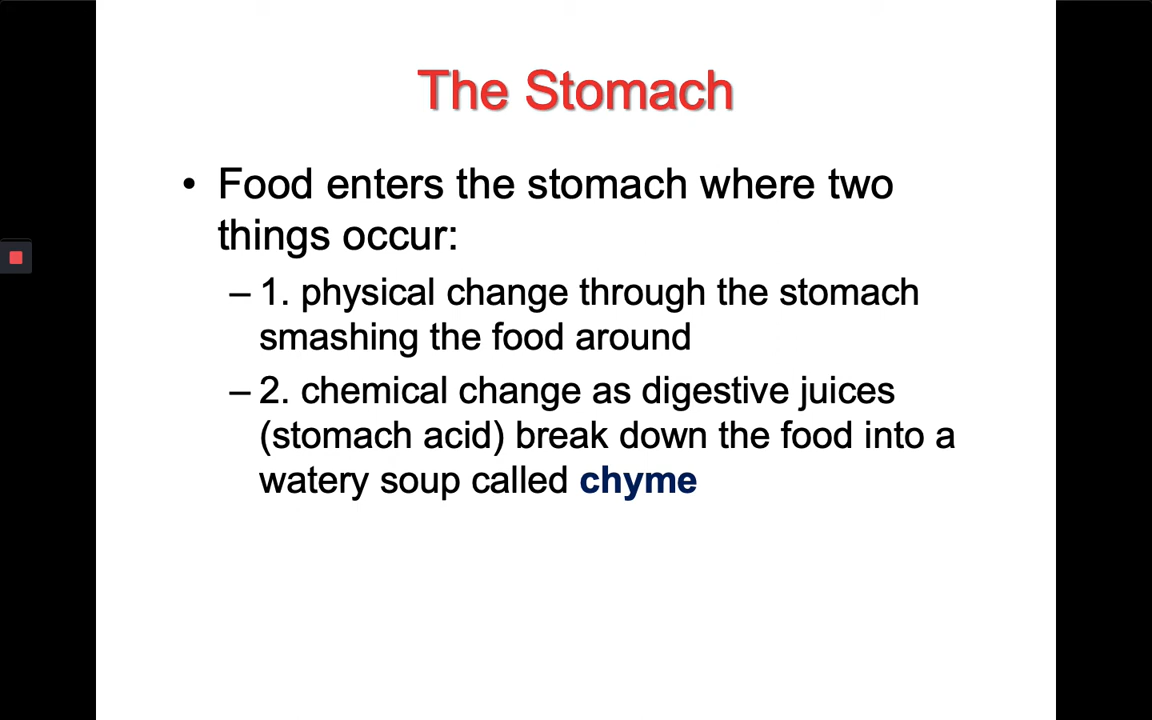 The Stomach
• Food enters the stomach where two
things occur:
– 1. physical change through the stomach
smashing the food around
– 2. chemical change as digestive juices
(stomach acid) break down the food into a
watery soup called chyme